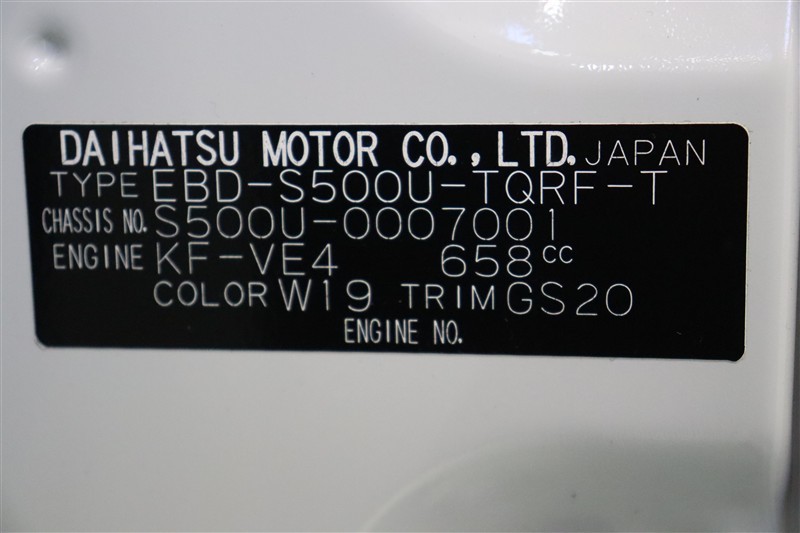 DAIHATSU MOTOR CO., LTD. JAPAN
TYPE EBD-S500U-TQRF-T
CHASSIS NO. S500U-0007001
ENGINE KF-VE4 658cc
COLOR W19 TRIM GS20
ENGINE NO.